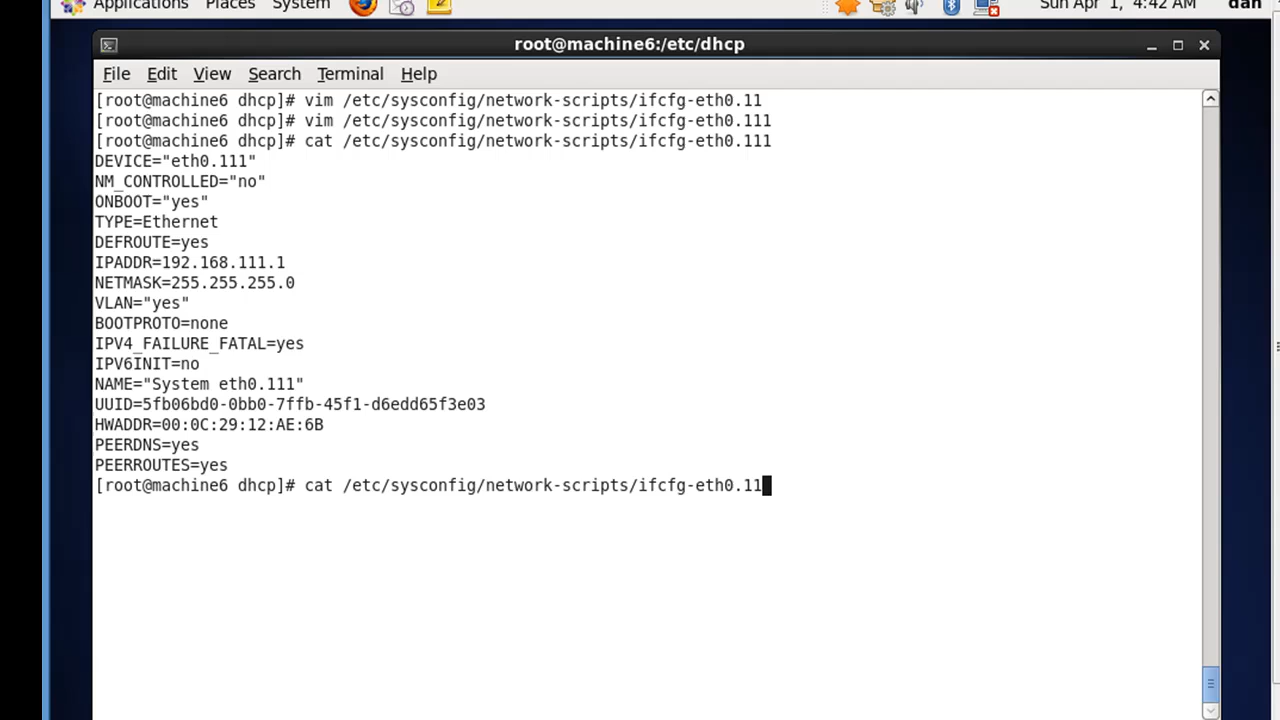 Applications Places System Sun Apr 1, 4:42 AM dan
root@machine6:/etc/dhcp
File Edit View Search Terminal Help
[root@machine6 dhcp]# vim /etc/sysconfig/network-scripts/ifcfg-eth0.11
[root@machine6 dhcp]# vim /etc/sysconfig/network-scripts/ifcfg-eth0.111
[root@machine6 dhcp]# cat /etc/sysconfig/network-scripts/ifcfg-eth0.111
DEVICE="eth0.111"
NM_CONTROLLED="no"
ONBOOT="yes"
TYPE=Ethernet
DEFROUTE=yes
IPADDR=192.168.111.1
NETMASK=255.255.255.0
VLAN="yes"
BOOTPROTO=none
IPV4_FAILURE_FATAL=yes
IPV6INIT=no
NAME="System eth0.111"
UUID=5fb06bd0-0bb0-7ffb-45f1-d6edd65f3e03
HWADDR=00:0C:29:12:AE:6B
PEERDNS=yes
PEERROUTES=yes
[root@machine6 dhcp]# cat /etc/sysconfig/network-scripts/ifcfg-eth0.11